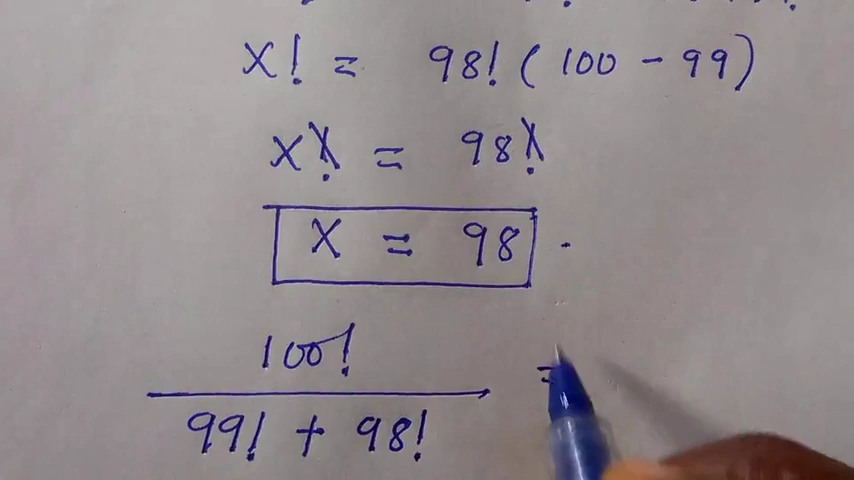 x! = 98! (100 - 99)
x! = 98!
x = 98 .
100!
99! + 98!
=